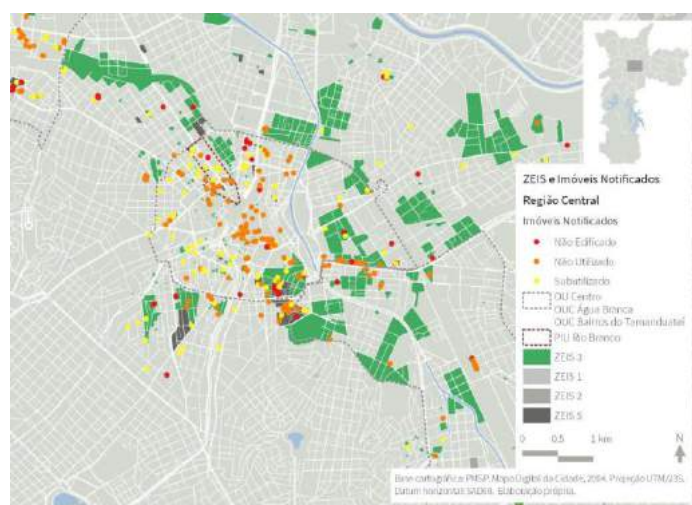 ZEIS e Imóveis Notificados
Região Central
Imóveis Notificados
Não Edificado
Não Utilizado
Subutilizado
OU Centro
OUC Água Branca
OUC Bairros do Tamanduateí
PIU Rio Branco
ZEIS 3
ZEIS 1
ZEIS 2
ZEIS 5
0 0,5 1 km
N
Base cartográfica: PMSP. Mapa Digital da Cidade, 2004. Projeção UTM/23S.
Datum horizontal SAD69. Elaboração própria.